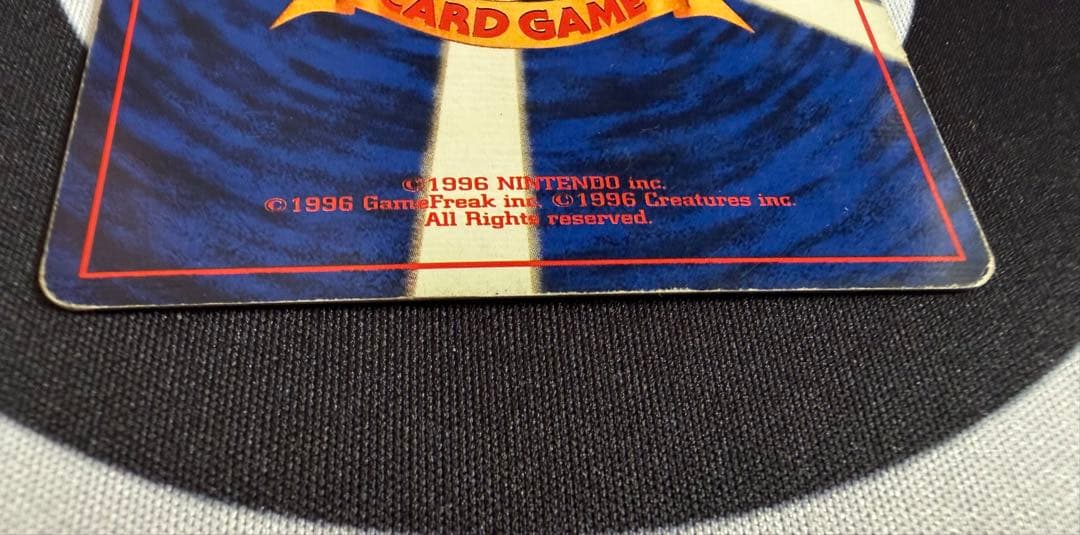 CARD GAME
©1996 NINTENDO inc.
©1996 GameFreak inc. ©1996 Creatures inc.
All Rights reserved.